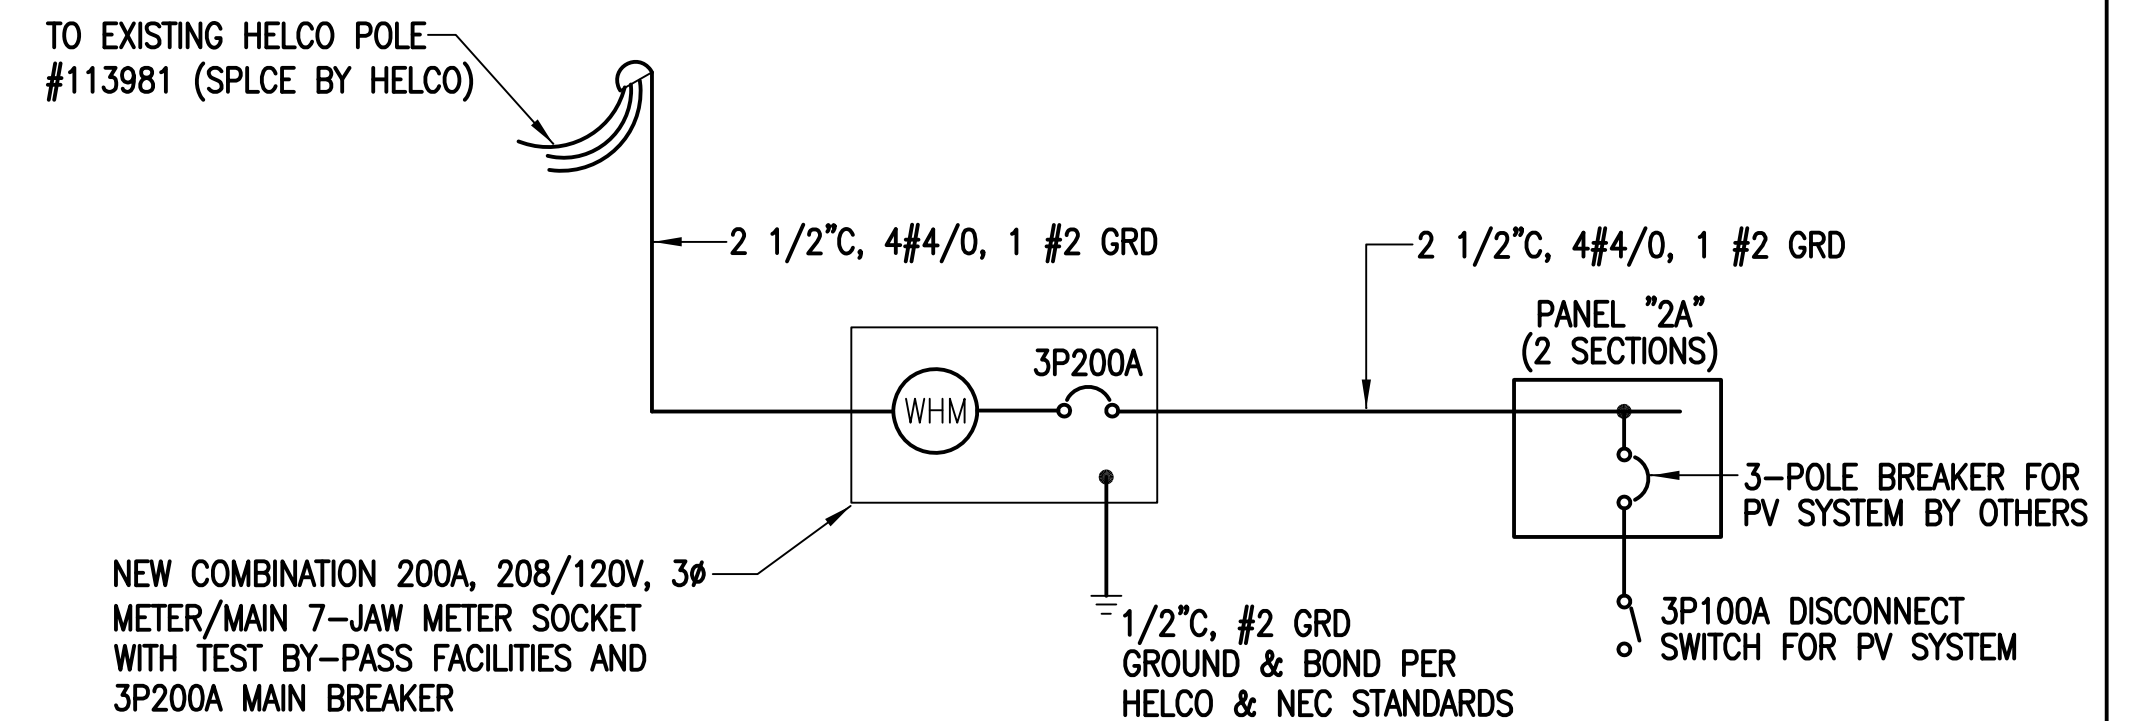 TO EXISTING HELCO POLE
#113981 (SPLCE BY HELCO)
2 1/2"C, 4#4/0, 1 #2 GRD
2 1/2"C, 4#4/0, 1 #2 GRD
PANEL "2A"
(2 SECTIONS)
3P200A
WHM
3-POLE BREAKER FOR
PV SYSTEM BY OTHERS
NEW COMBINATION 200A, 208/120V, 3ø
METER/MAIN 7-JAW METER SOCKET
WITH TEST BY-PASS FACILITIES AND
3P200A MAIN BREAKER
1/2"C, #2 GRD
GROUND & BOND PER
HELCO & NEC STANDARDS
3P100A DISCONNECT
SWITCH FOR PV SYSTEM